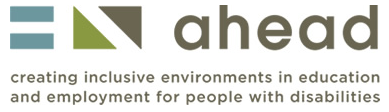 ahead
creating inclusive environments in education
and employment for people with disabilities